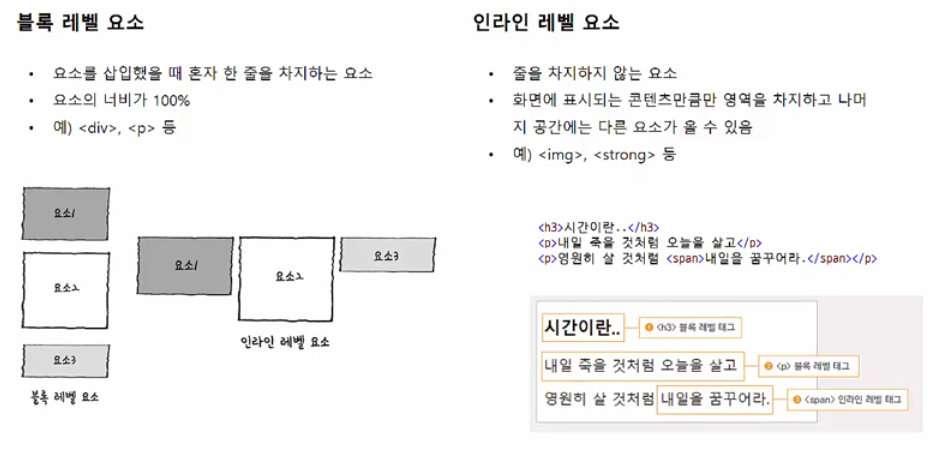 블록 레벨 요소
• 요소를 삽입했을 때 혼자 한 줄을 차지하는 요소
• 요소의 너비가 100%
• 예) <div>, <p> 등
요소1
요소2
요소3
블록 레벨 요소
요소1
요소2
요소3
인라인 레벨 요소
인라인 레벨 요소
• 줄을 차지하지 않는 요소
• 화면에 표시되는 콘텐츠만큼만 영역을 차지하고 나머
지 공간에는 다른 요소가 올 수 있음
• 예) <img>, <strong> 등
<h3>시간이란..</h3>
<p>내일 죽을 것처럼 오늘을 살고</p>
<p>영원히 살 것처럼 <span>내일을 꿈꾸어라.</span></p>
시간이란.. ❶ <h3> 블록 레벨 태그
내일 죽을 것처럼 오늘을 살고 ❷ <p> 블록 레벨 태그
영원히 살 것처럼 내일을 꿈꾸어라. ❸ <span> 인라인 레벨 태그